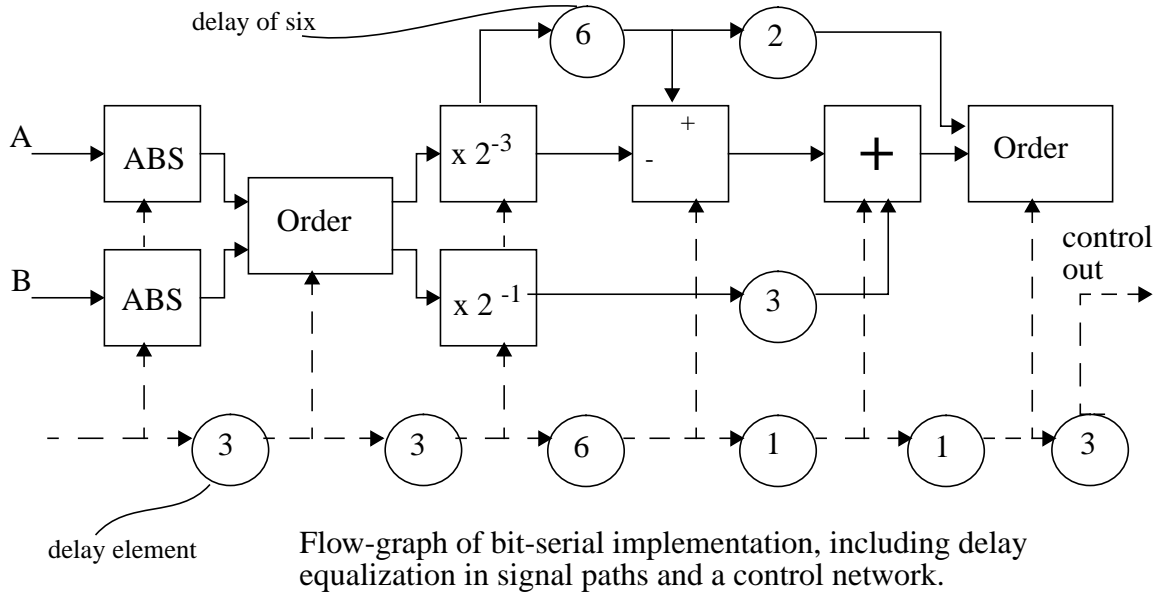 delay of six
6
2
A
ABS
x 2^-3
+
-
+
Order
Order
control
out
B
ABS
x 2^-1
3
3
3
6
1
1
3
delay element
Flow-graph of bit-serial implementation, including delay
equalization in signal paths and a control network.